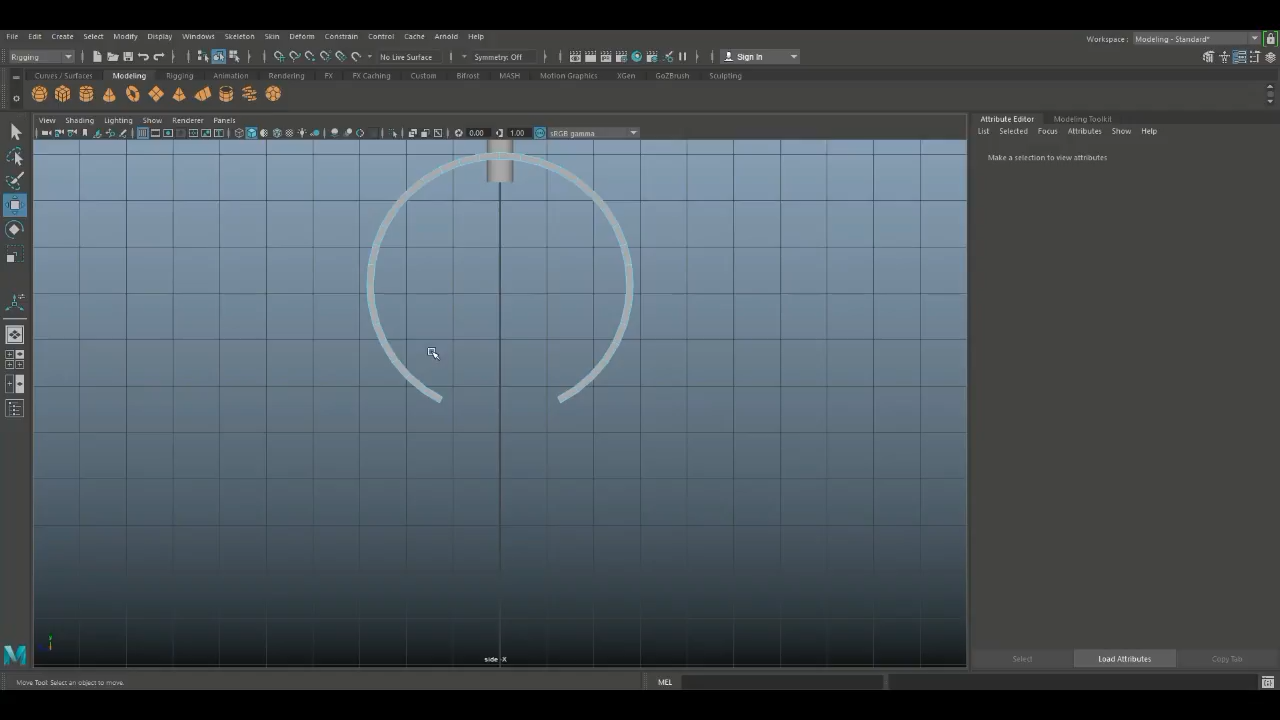 File Edit Create Select Modify Display Windows Skeleton Skin Deform Constrain Control Cache Arnold Help
Workspace: Modeling - Standard*
Rigging
No Live Surface
Symmetry: Off
Sign In
Curves / Surfaces Modeling Rigging Animation Rendering FX FX Caching Custom Bifrost MASH Motion Graphics XGen GoZBrush Sculpting
View Shading Lighting Show Renderer Panels
0.00
1.00
sRGB gamma
Attribute Editor Modeling Toolkit
List Selected Focus Attributes Show Help
Make a selection to view attributes
y
side -X
Select
Load Attributes
Copy Tab
Move Tool: Select an object to move.
MEL